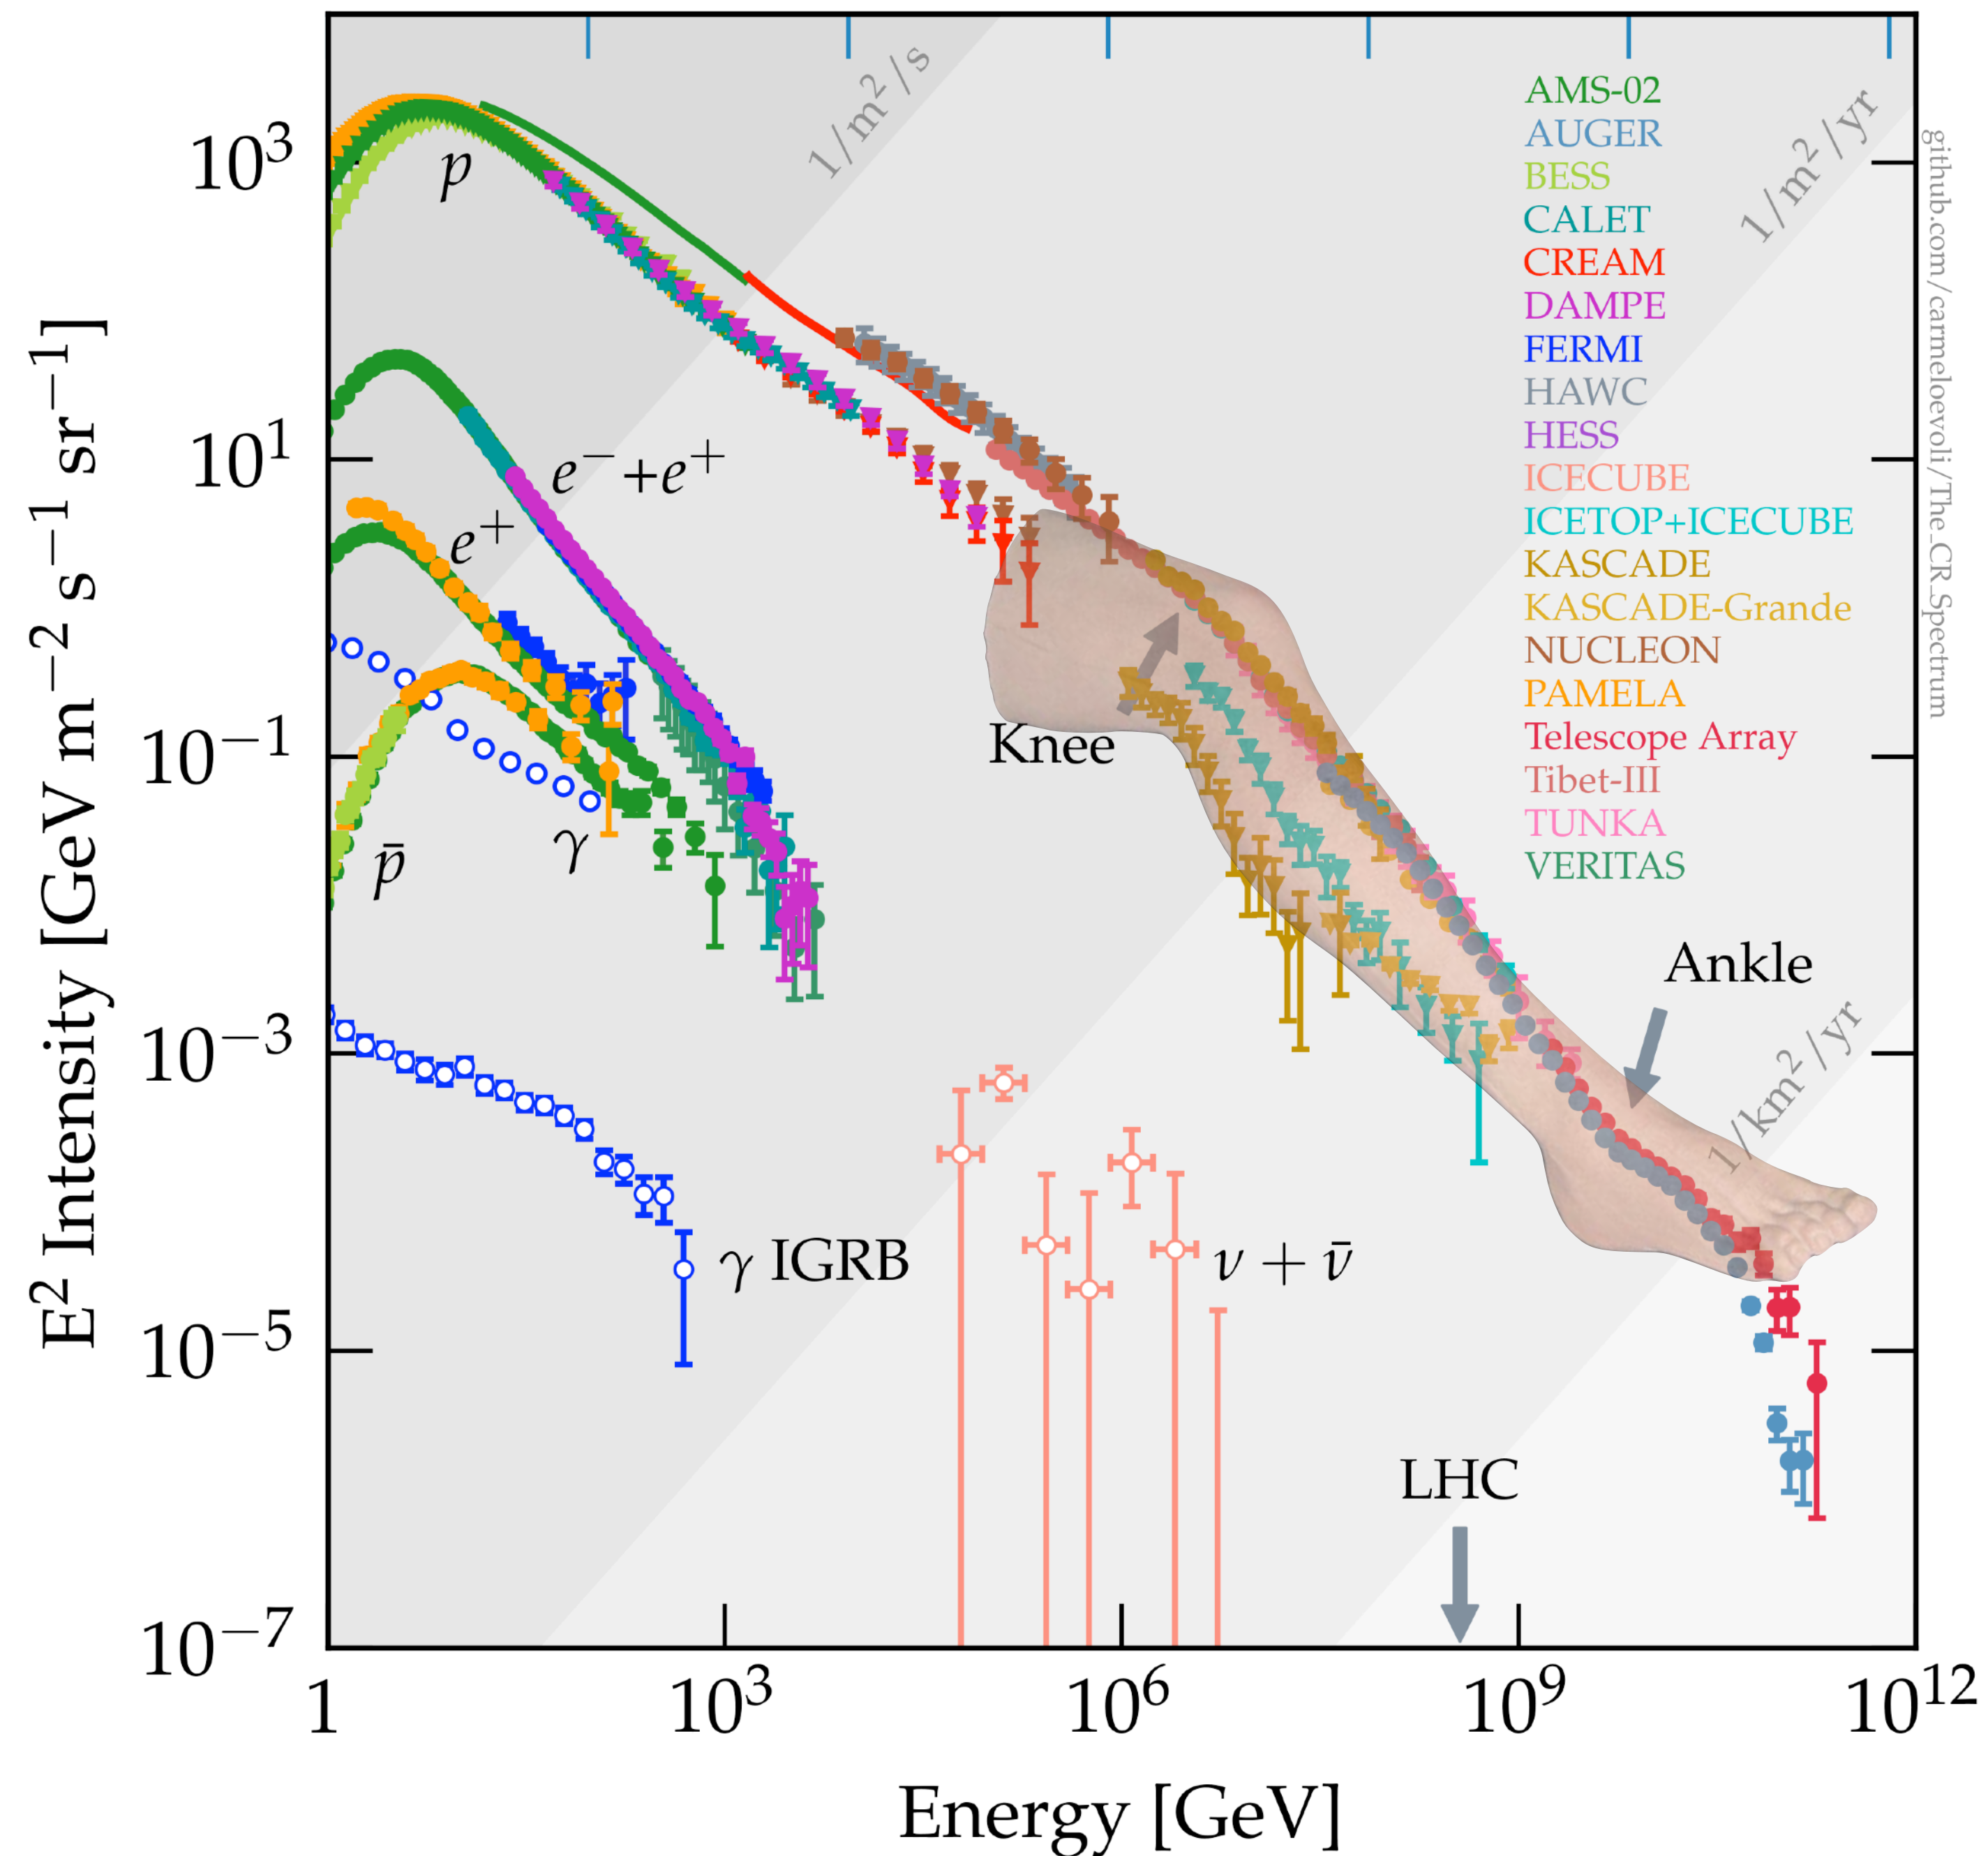 E² Intensity [GeV m⁻² s⁻¹ sr⁻¹]
10³
10¹
10⁻¹
10⁻³
10⁻⁵
10⁻⁷
1
10³
10⁶
10⁹
10¹²
Energy [GeV]
1/m²/s
1/m²/yr
1/km²/yr
p
e⁻+e⁺
e⁺
p̄
γ
γ IGRB
ν + ν̄
Knee
Ankle
LHC
AMS-02
AUGER
BESS
CALET
CREAM
DAMPE
FERMI
HAWC
HESS
ICECUBE
ICETOP+ICECUBE
KASCADE
KASCADE-Grande
NUCLEON
PAMELA
Telescope Array
Tibet-III
TUNKA
VERITAS
github.com/carmeloevoli/The_CR_Spectrum